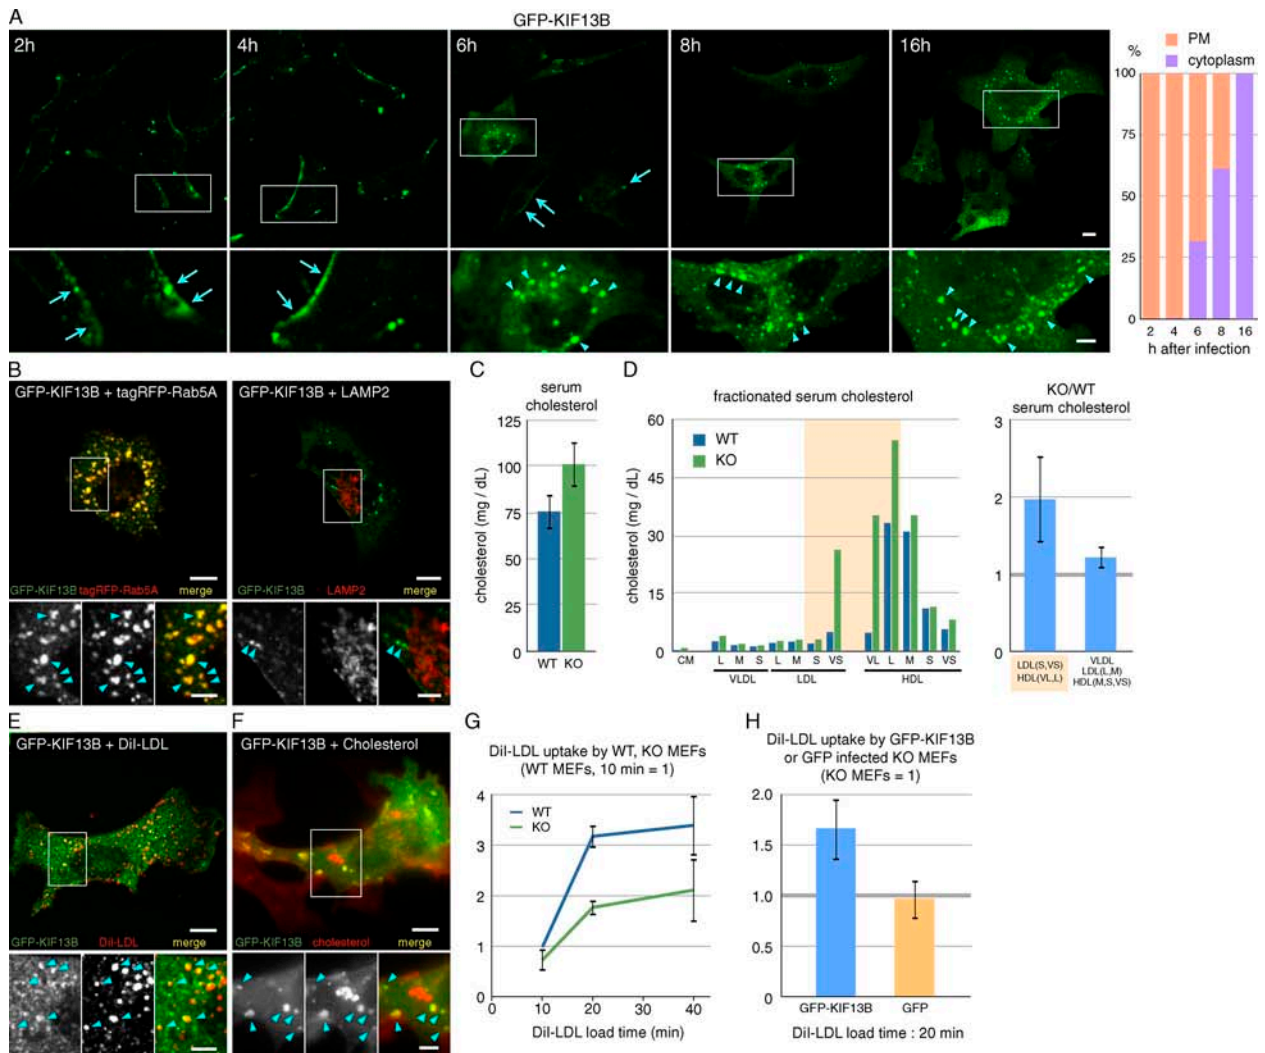 A
GFP-KIF13B
2h
4h
6h
8h
16h
PM
cytoplasm
%
100
75
50
25
0
2 4 6 8 16
h after infection
B
GFP-KIF13B + tagRFP-Rab5A
GFP-KIF13B + LAMP2
GFP-KIF13B tagRFP-Rab5A merge
GFP-KIF13B LAMP2 merge
C
serum
cholesterol
cholesterol (mg / dL)
125
100
75
50
25
0
WT KO
D
fractionated serum cholesterol
cholesterol (mg / dL)
60
45
30
15
0
WT
KO
CM L M S L M S VS VL L M S VS
VLDL LDL HDL
KO/WT
serum cholesterol
3
2
1
0
LDL(S,VS)
HDL(VL,L)
VLDL
LDL(L,M)
HDL(M,S,VS)
E
GFP-KIF13B + DiI-LDL
GFP-KIF13B DiI-LDL merge
F
GFP-KIF13B + Cholesterol
GFP-KIF13B cholesterol merge
G
DiI-LDL uptake by WT, KO MEFs
(WT MEFs, 10 min = 1)
4
3
2
1
0
WT
KO
0 10 20 30 40
DiI-LDL load time (min)
H
DiI-LDL uptake by GFP-KIF13B
or GFP infected KO MEFs
(KO MEFs = 1)
2.0
1.5
1.0
0.5
0
GFP-KIF13B GFP
DiI-LDL load time : 20 min